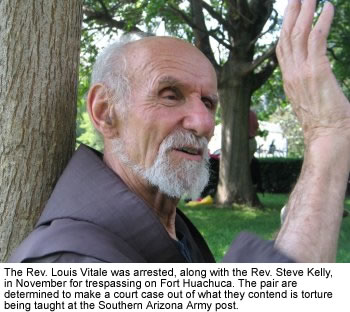 The Rev. Louis Vitale was arrested, along with the Rev. Steve Kelly,
in November for trespassing on Fort Huachuca. The pair are
determined to make a court case out of what they contend is torture
being taught at the Southern Arizona Army post.